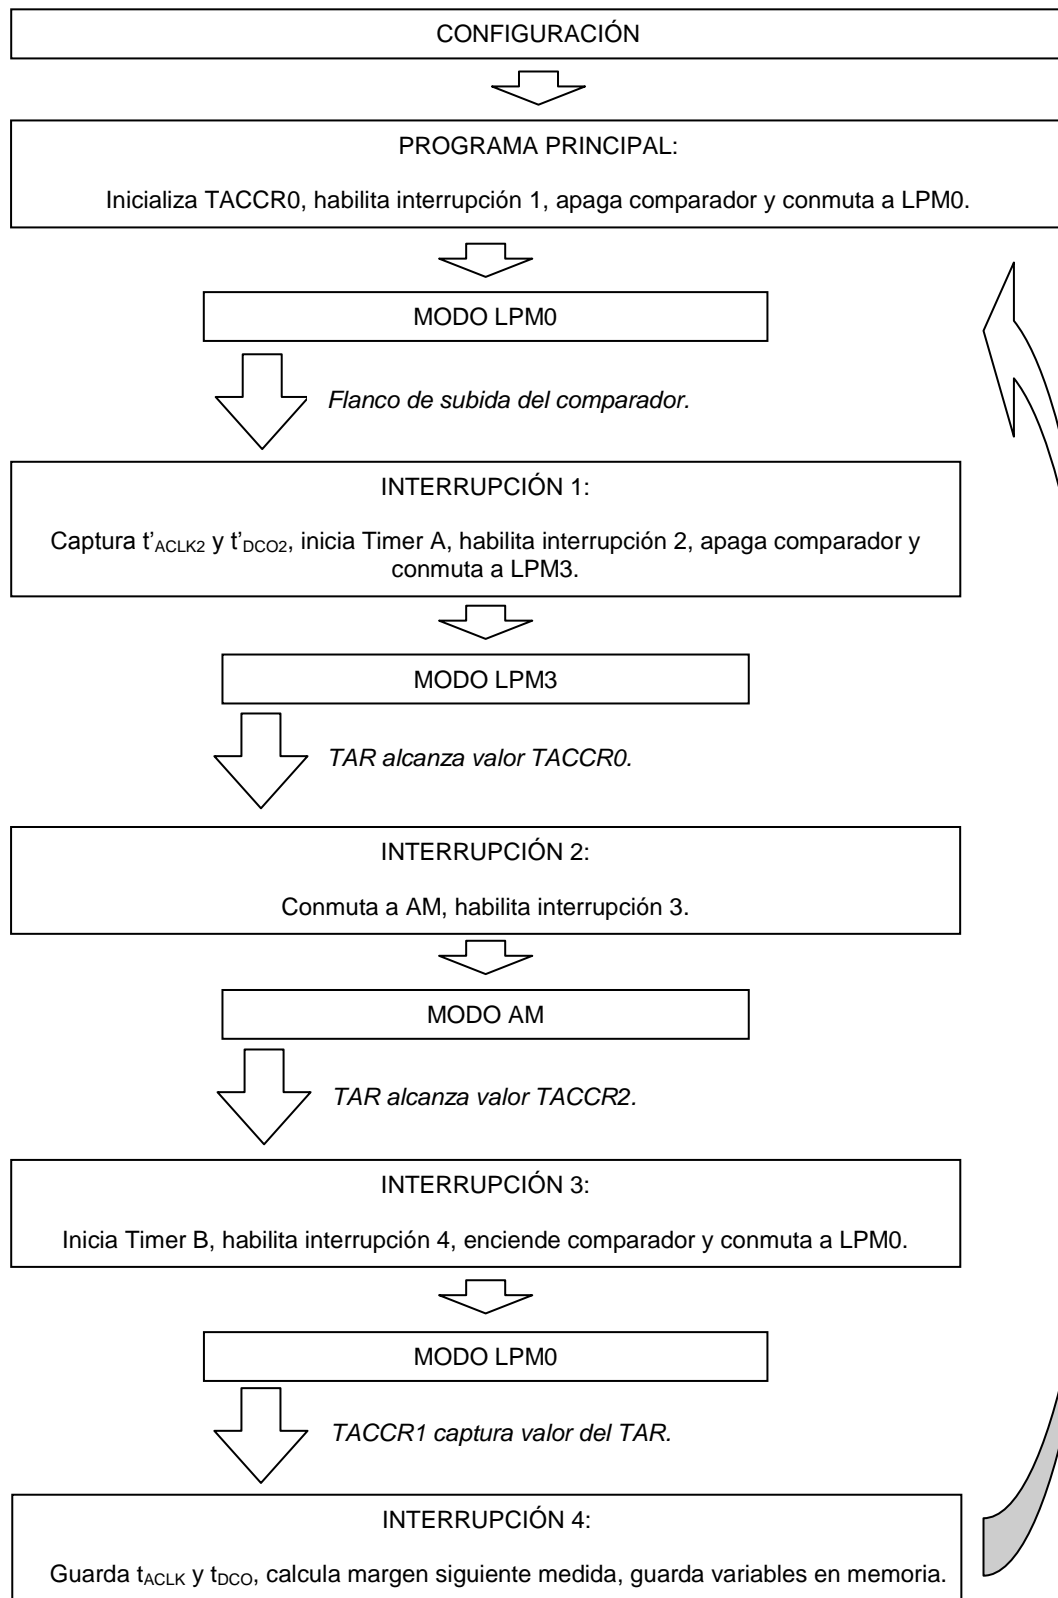 CONFIGURACIÓN
PROGRAMA PRINCIPAL:
Inicializa TACCR0, habilita interrupción 1, apaga comparador y conmuta a LPM0.
MODO LPM0
Flanco de subida del comparador.
INTERRUPCIÓN 1:
Captura t'ACLK2 y t'DCO2, inicia Timer A, habilita interrupción 2, apaga comparador y
conmuta a LPM3.
MODO LPM3
TAR alcanza valor TACCR0.
INTERRUPCIÓN 2:
Conmuta a AM, habilita interrupción 3.
MODO AM
TAR alcanza valor TACCR2.
INTERRUPCIÓN 3:
Inicia Timer B, habilita interrupción 4, enciende comparador y conmuta a LPM0.
MODO LPM0
TACCR1 captura valor del TAR.
INTERRUPCIÓN 4:
Guarda tACLK y tDCO, calcula margen siguiente medida, guarda variables en memoria.